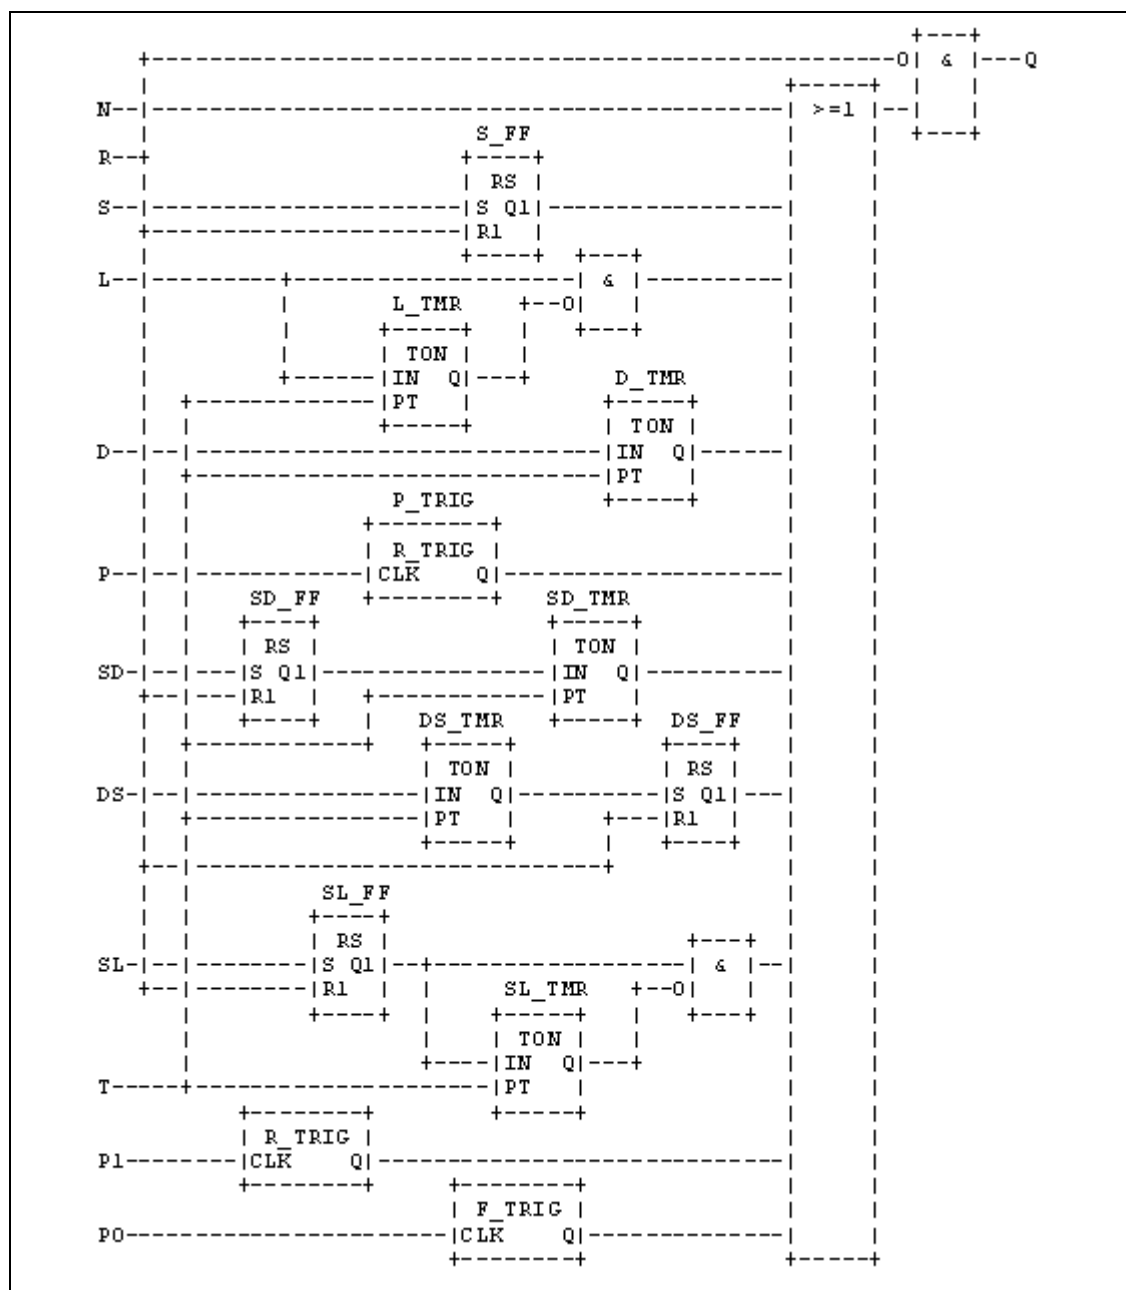 & Q
N >=1
S_FF
R
RS
S S Q1
R1
L &
L_TMR O
TON
IN Q D_TMR
PT
TON
D IN Q
PT
P_TRIG
R_TRIG
P CLK Q
SD_FF SD_TMR
RS TON
SD S Q1 IN Q
R1 PT
DS_TMR DS_FF
TON RS
DS IN Q S Q1
PT R1
SL_FF
RS
SL S Q1 &
R1 SL_TMR O
TON
IN Q
T PT
R_TRIG
P1 CLK Q
F_TRIG
P0 CLK Q